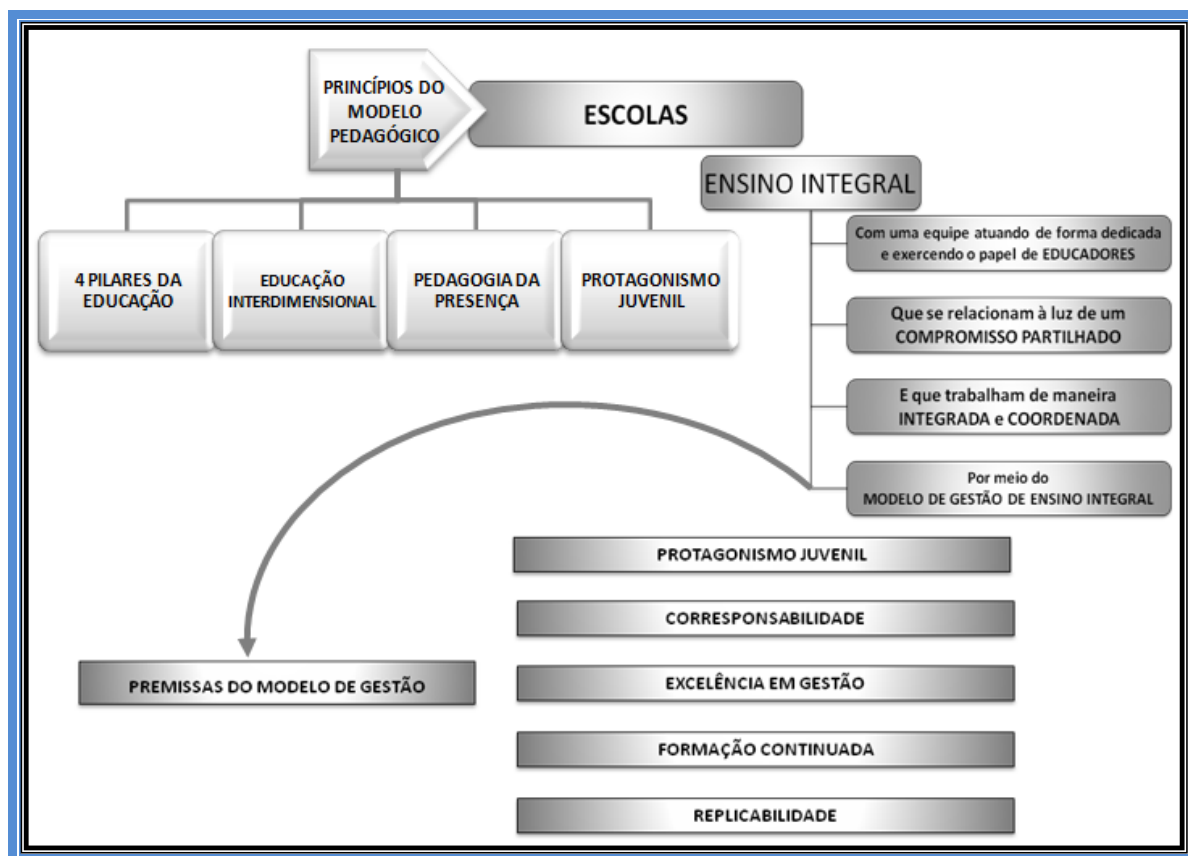 PRINCÍPIOS DO
MODELO
PEDAGÓGICO
ESCOLAS
4 PILARES DA
EDUCAÇÃO
EDUCAÇÃO
INTERDIMENSIONAL
PEDAGOGIA DA
PRESENÇA
PROTAGONISMO
JUVENIL
ENSINO INTEGRAL
Com uma equipe atuando de forma dedicada
e exercendo o papel de EDUCADORES
Que se relacionam à luz de um
COMPROMISSO PARTILHADO
E que trabalham de maneira
INTEGRADA e COORDENADA
Por meio do
MODELO DE GESTÃO DE ENSINO INTEGRAL
PREMISSAS DO MODELO DE GESTÃO
PROTAGONISMO JUVENIL
CORRESPONSABILIDADE
EXCELÊNCIA EM GESTÃO
FORMAÇÃO CONTINUADA
REPLICABILIDADE